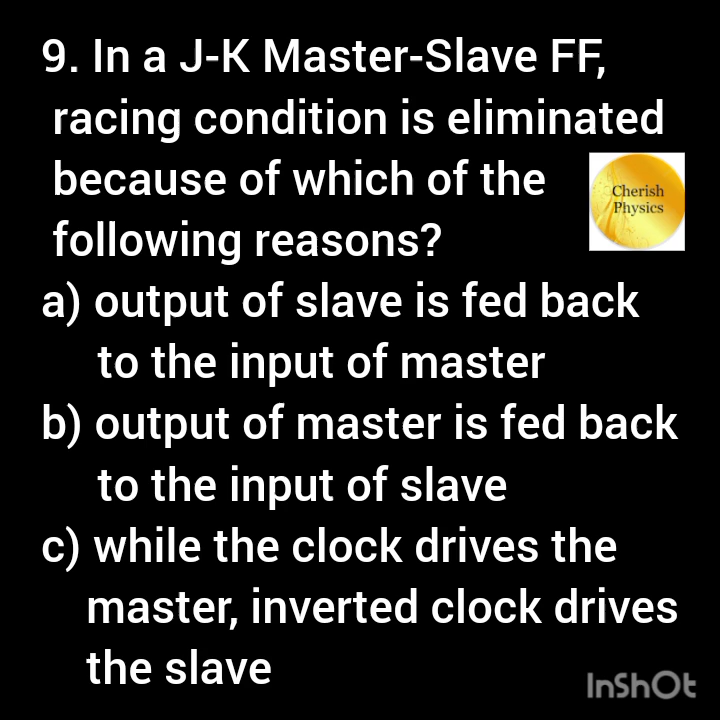 9. In a J-K Master-Slave FF,
racing condition is eliminated
because of which of the
Cherish
Physics
following reasons?
a) output of slave is fed back
to the input of master
b) output of master is fed back
to the input of slave
c) while the clock drives the
master, inverted clock drives
the slave
InShOt